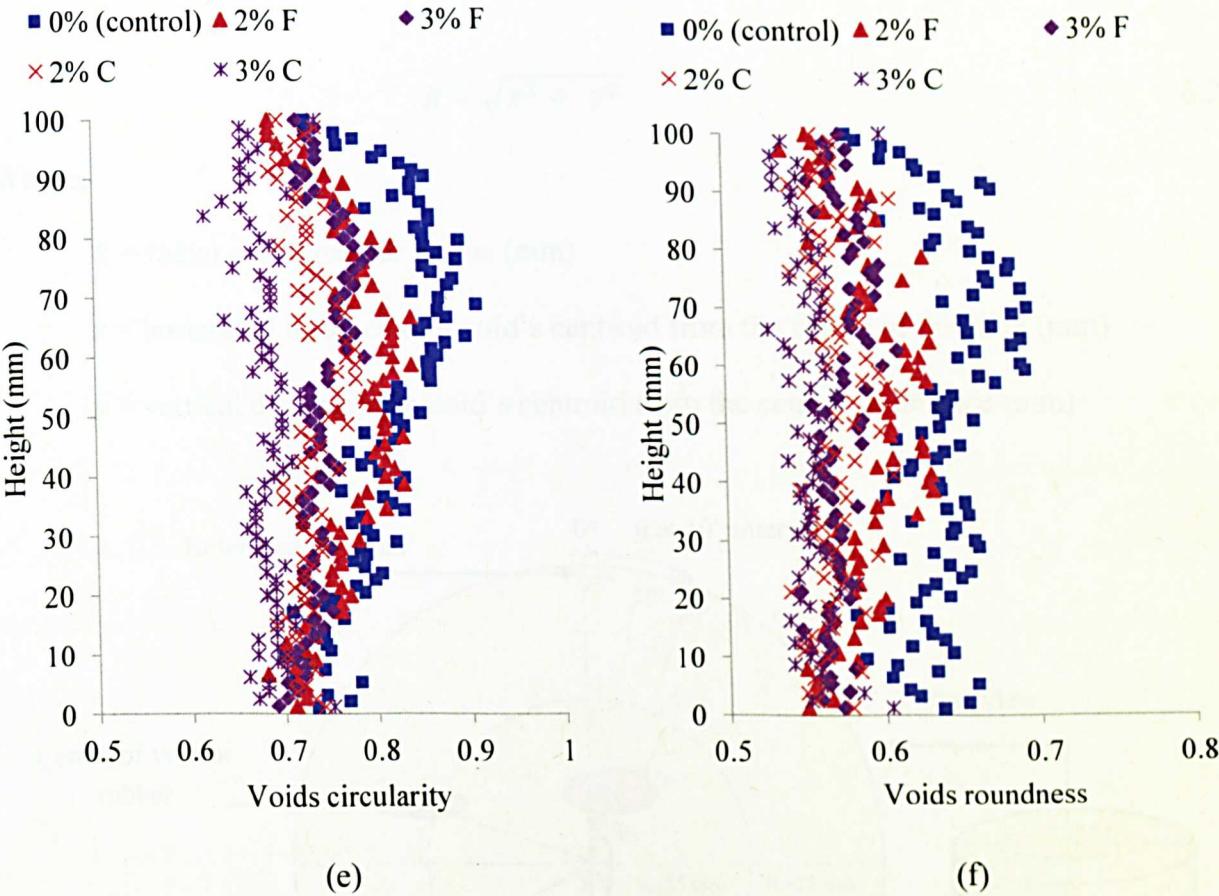 0% (control) 2% F 3% F
2% C 3% C
100
90
80
70
60
50
40
30
20
10
0
Height (mm)
0.5 0.6 0.7 0.8 0.9 1
Voids circularity
(e)
0% (control) 2% F 3% F
2% C 3% C
100
90
80
70
60
50
40
30
20
10
0
Height (mm)
0.5 0.6 0.7 0.8
Voids roundness
(f)